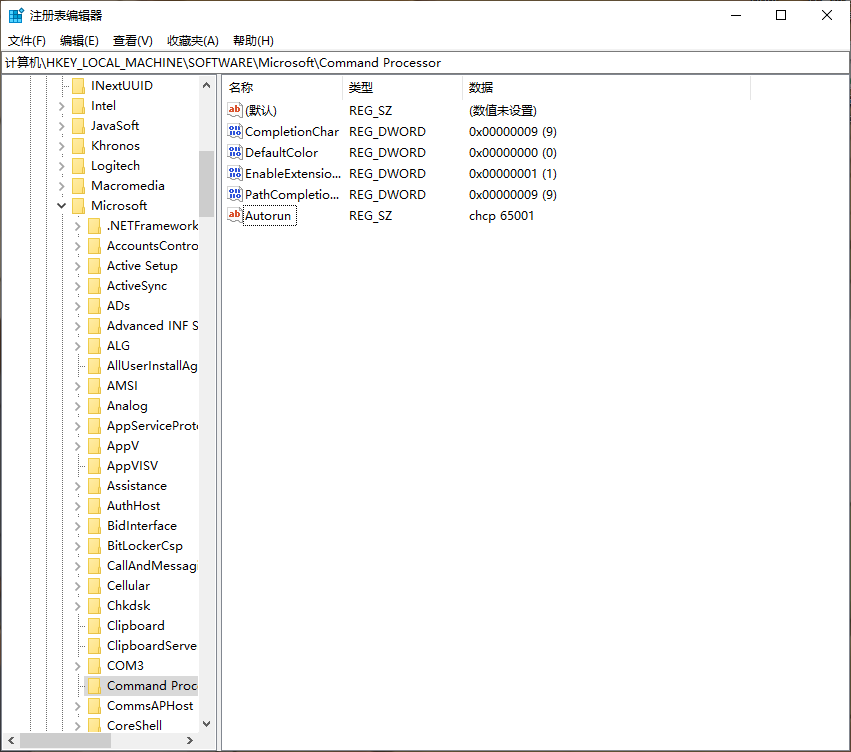 注册表编辑器
文件(F) 编辑(E) 查看(V) 收藏夹(A) 帮助(H)
计算机\HKEY_LOCAL_MACHINE\SOFTWARE\Microsoft\Command Processor
INextUUID
Intel
JavaSoft
Khronos
Logitech
Macromedia
Microsoft
.NETFramework
AccountsContro
Active Setup
ActiveSync
ADs
Advanced INF S
ALG
AllUserInstallAg
AMSI
Analog
AppServiceProto
AppV
AppVISV
Assistance
AuthHost
BidInterface
BitLockerCsp
CallAndMessagi
Cellular
Chkdsk
Clipboard
ClipboardServe
COM3
Command Proc
CommsAPHost
CoreShell
名称 类型 数据
(默认) REG_SZ (数值未设置)
CompletionChar REG_DWORD 0x00000009 (9)
DefaultColor REG_DWORD 0x00000000 (0)
EnableExtensio... REG_DWORD 0x00000001 (1)
PathCompletio... REG_DWORD 0x00000009 (9)
Autorun REG_SZ chcp 65001